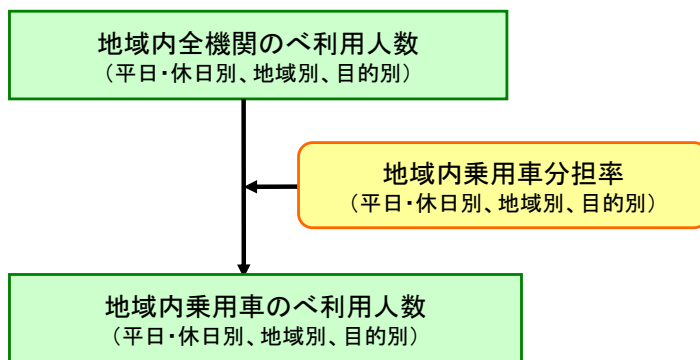 地域内全機関のべ利用人数
（平日・休日別、地域別、目的別）
地域内乗用車分担率
（平日・休日別、地域別、目的別）
地域内乗用車のべ利用人数
（平日・休日別、地域別、目的別）